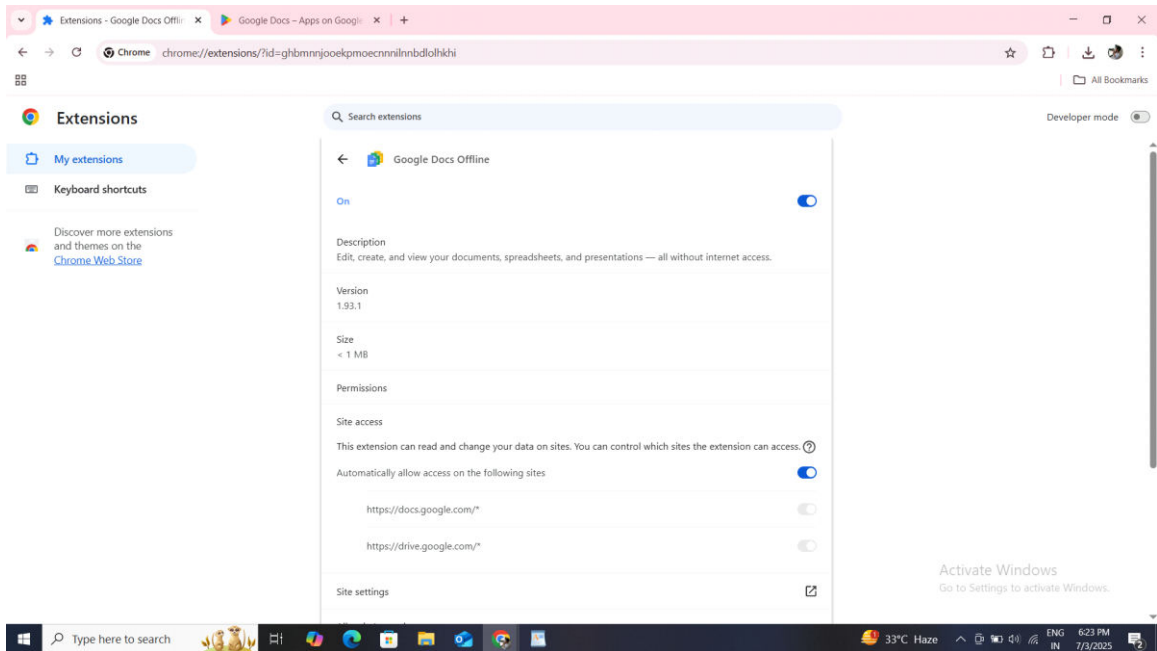 Extensions - Google Docs Offlin
Google Docs – Apps on Google
Chrome
chrome://extensions/?id=ghbmnnjooekpmoecnnnilnnbdlolhkhi
All Bookmarks
Extensions
Search extensions
Developer mode
My extensions
Keyboard shortcuts
Discover more extensions
and themes on the
Chrome Web Store
Google Docs Offline
On
Description
Edit, create, and view your documents, spreadsheets, and presentations — all without internet access.
Version
1.93.1
Size
< 1 MB
Permissions
Site access
This extension can read and change your data on sites. You can control which sites the extension can access.
Automatically allow access on the following sites
https://docs.google.com/*
https://drive.google.com/*
Site settings
Activate Windows
Go to Settings to activate Windows.
Type here to search
33°C Haze
ENG
IN
6:23 PM
7/3/2025
2